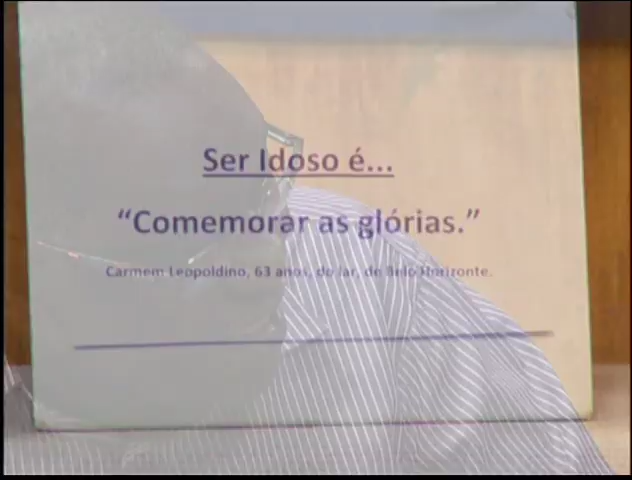 Ser Idoso é...
“Comemorar as glórias.”
Carmem Leopoldino, 63 anos, do lar, de Belo Horizonte.